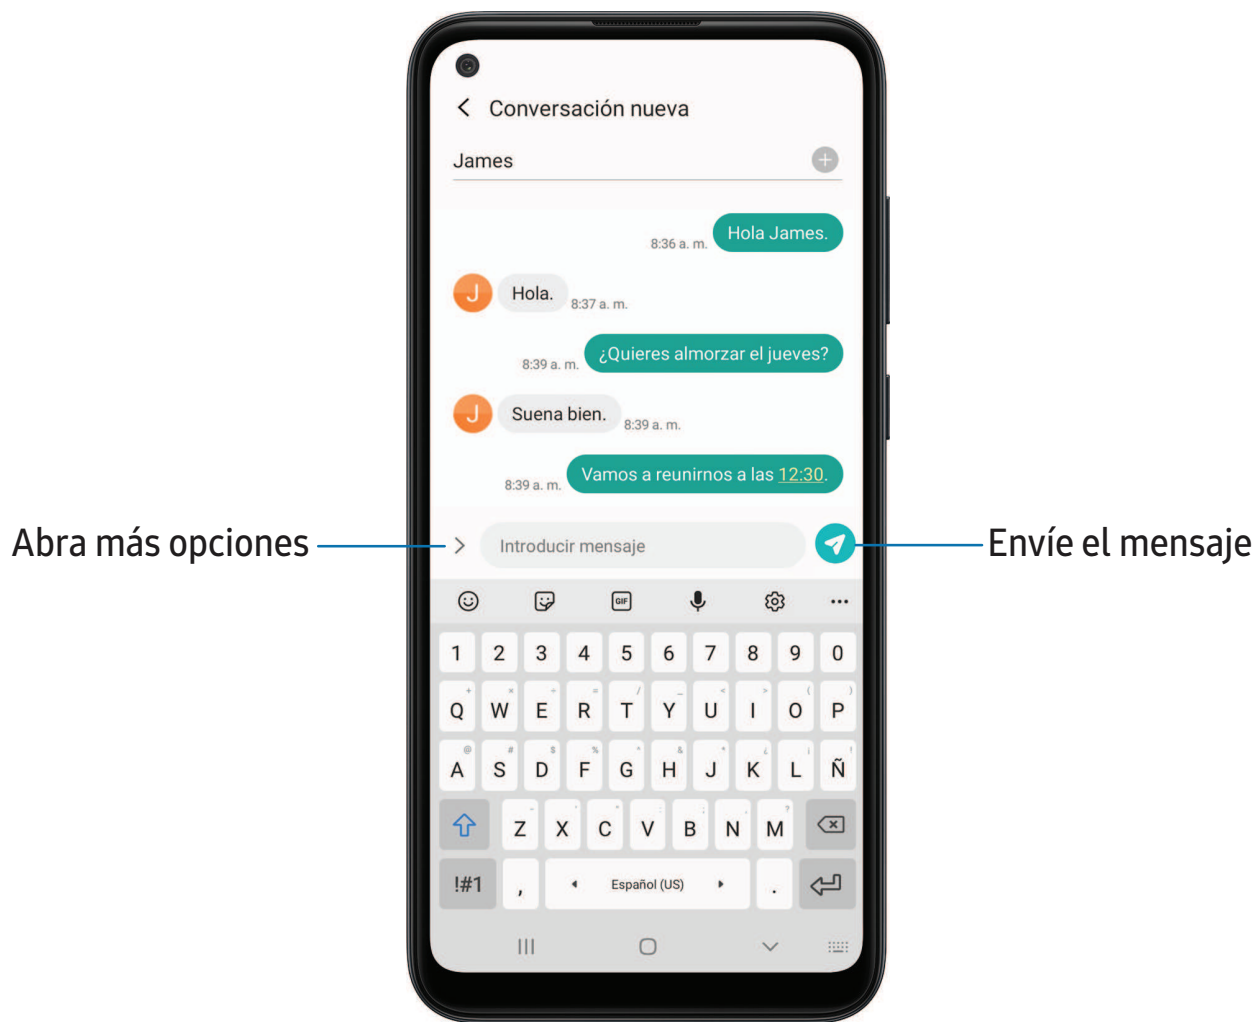 Conversación nueva
James
8:36 a. m. Hola James.
J Hola. 8:37 a. m.
8:39 a. m. ¿Quieres almorzar el jueves?
J Suena bien. 8:39 a. m.
8:39 a. m. Vamos a reunirnos a las 12:30.
Abra más opciones Introducir mensaje Envíe el mensaje
GIF
1 2 3 4 5 6 7 8 9 0
Q W E R T Y U I O P
A S D F G H J K L Ñ
Z X C V B N M
!#1 , Español (US) .